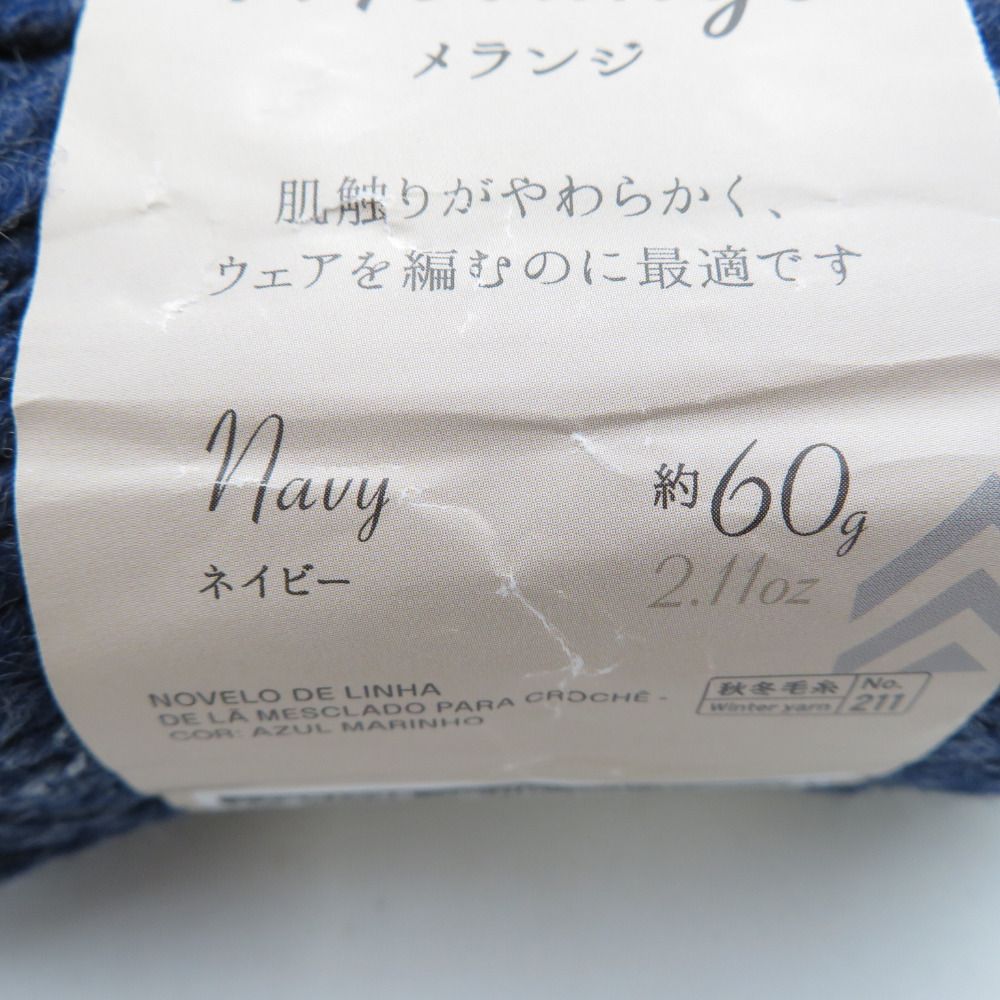 メランジ
肌触りがやわらかく、
ウェアを編むのに最適です
Navy
ネイビー
約60g
2.11oz
NOVELO DE LINHA
DE LÃ MESCLADO PARA CROCHÊ -
COR: AZUL MARINHO
秋冬毛糸
Winter yarn
No.
211